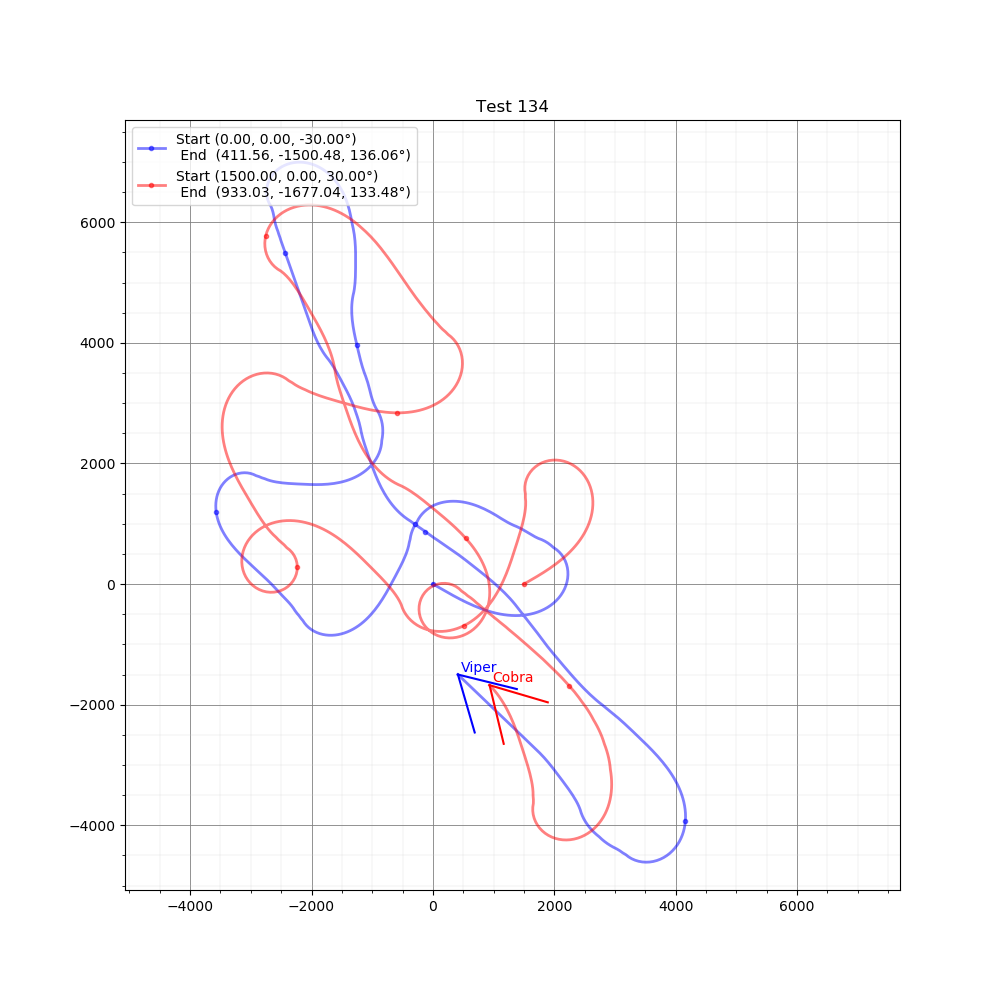 Test 134
Start (0.00, 0.00, -30.00°)
End (411.56, -1500.48, 136.06°)
Start (1500.00, 0.00, 30.00°)
End (933.03, -1677.04, 133.48°)
6000
4000
2000
0
−2000
−4000
Viper
Cobra
−4000 −2000 0 2000 4000 6000